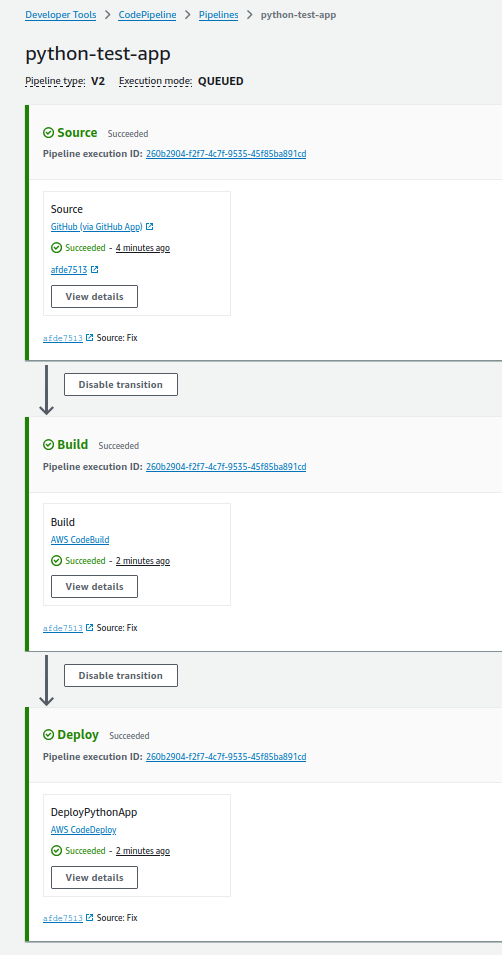 Developer Tools > CodePipeline > Pipelines > python-test-app
python-test-app
Pipeline type: V2 Execution mode: QUEUED
Source Succeeded
Pipeline execution ID: 260b2904-f2f7-4c7f-9535-45f85ba891cd
Source
GitHub (via GitHub App)
Succeeded - 4 minutes ago
afde7513
View details
afde7513 Source: Fix
Disable transition
Build Succeeded
Pipeline execution ID: 260b2904-f2f7-4c7f-9535-45f85ba891cd
Build
AWS CodeBuild
Succeeded - 2 minutes ago
View details
afde7513 Source: Fix
Disable transition
Deploy Succeeded
Pipeline execution ID: 260b2904-f2f7-4c7f-9535-45f85ba891cd
DeployPythonApp
AWS CodeDeploy
Succeeded - 2 minutes ago
View details
afde7513 Source: Fix